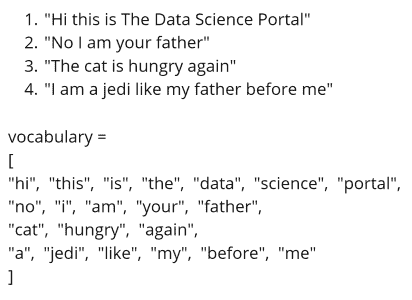 1. "Hi this is The Data Science Portal"
2. "No I am your father"
3. "The cat is hungry again"
4. "I am a jedi like my father before me"
vocabulary =
[
"hi", "this", "is", "the", "data", "science", "portal",
"no", "i", "am", "your", "father",
"cat", "hungry", "again",
"a", "jedi", "like", "my", "before", "me"
]